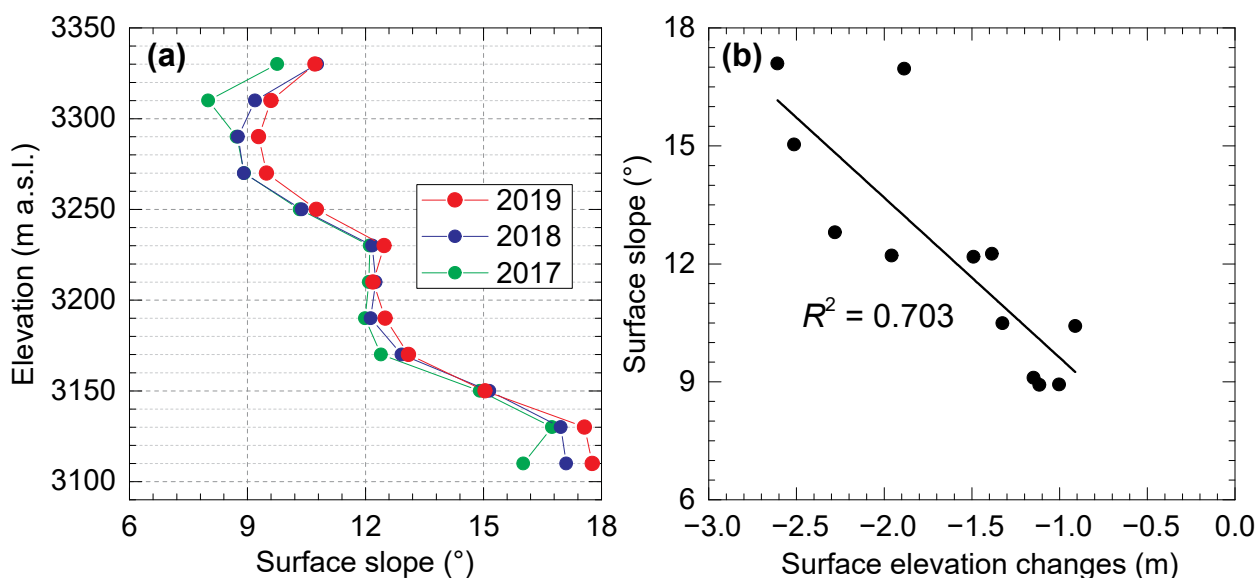 (a)
Elevation (m a.s.l.)
3350
3300
3250
3200
3150
3100
2019
2018
2017
6 9 12 15 18
Surface slope (°)
(b)
Surface slope (°)
18
15
12
9
6
R² = 0.703
−3.0 −2.5 −2.0 −1.5 −1.0 −0.5 0.0
Surface elevation changes (m)